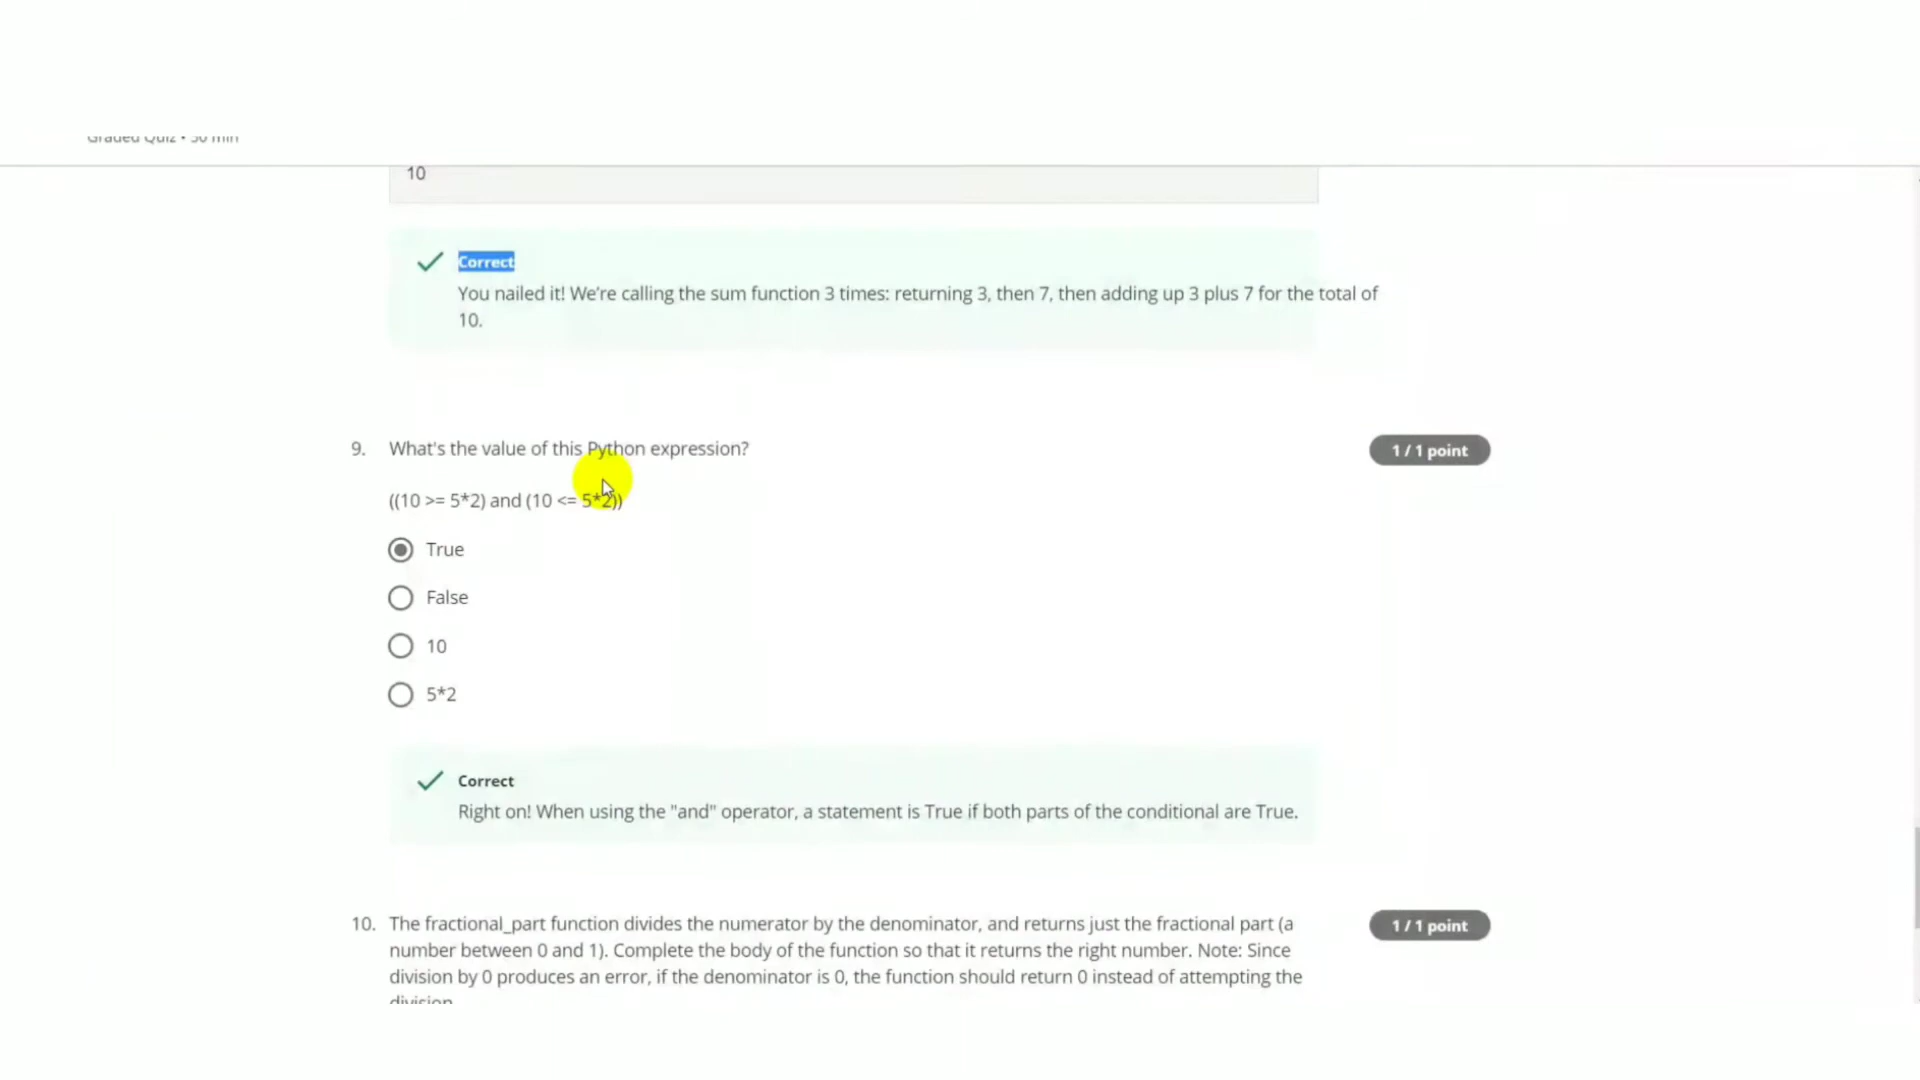 Graded Quiz • 30 min
10
Correct
You nailed it! We're calling the sum function 3 times: returning 3, then 7, then adding up 3 plus 7 for the total of
10.
9. What's the value of this Python expression?
1 / 1 point
((10 >= 5*2) and (10 <= 5*2))
True
False
10
5*2
Correct
Right on! When using the "and" operator, a statement is True if both parts of the conditional are True.
10. The fractional_part function divides the numerator by the denominator, and returns just the fractional part (a
1 / 1 point
number between 0 and 1). Complete the body of the function so that it returns the right number. Note: Since
division by 0 produces an error, if the denominator is 0, the function should return 0 instead of attempting the
division